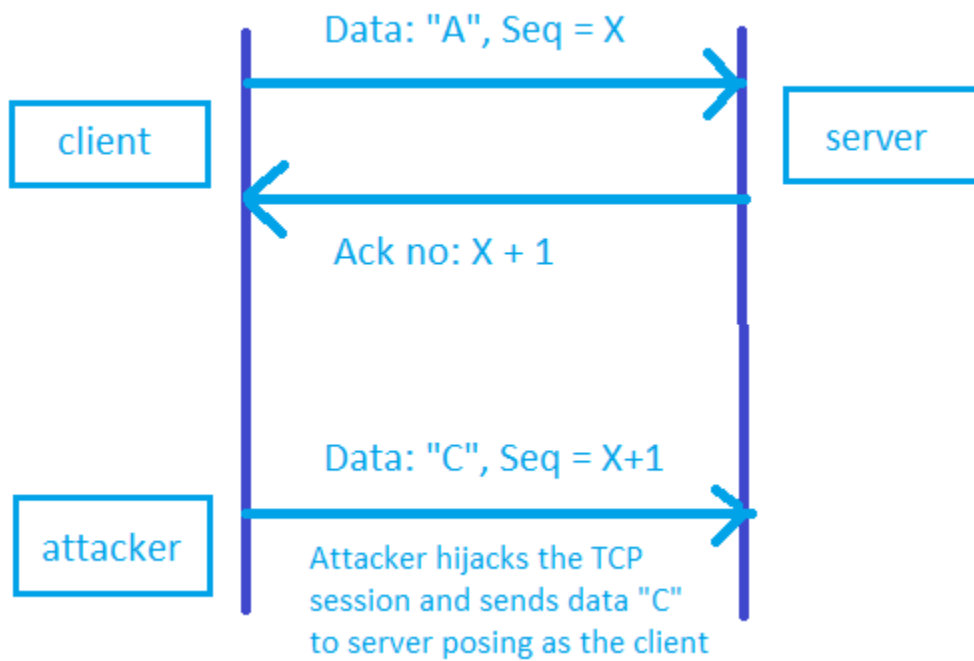 Data: "A", Seq = X
client
server
Ack no: X + 1
Data: "C", Seq = X+1
attacker
Attacker hijacks the TCP
session and sends data "C"
to server posing as the client